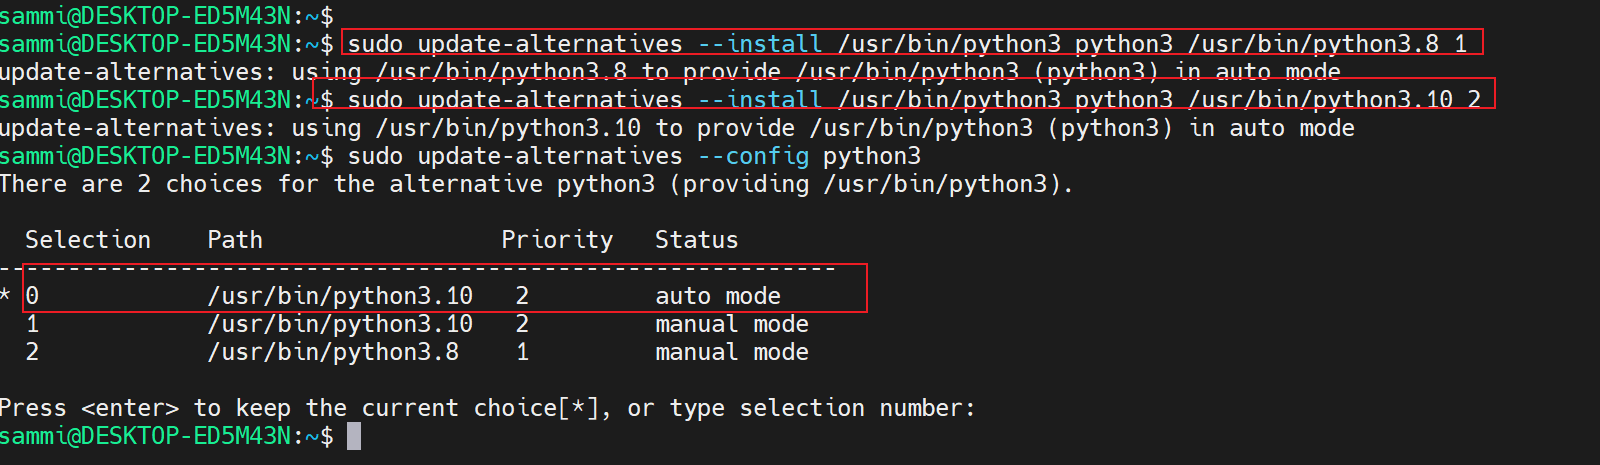 sammi@DESKTOP-ED5M43N:~$
sammi@DESKTOP-ED5M43N:~$ sudo update-alternatives --install /usr/bin/python3 python3 /usr/bin/python3.8 1
update-alternatives: using /usr/bin/python3.8 to provide /usr/bin/python3 (python3) in auto mode
sammi@DESKTOP-ED5M43N:~$ sudo update-alternatives --install /usr/bin/python3 python3 /usr/bin/python3.10 2
update-alternatives: using /usr/bin/python3.10 to provide /usr/bin/python3 (python3) in auto mode
sammi@DESKTOP-ED5M43N:~$ sudo update-alternatives --config python3
There are 2 choices for the alternative python3 (providing /usr/bin/python3).

  Selection    Path                     Priority   Status
------------------------------------------------------------
* 0            /usr/bin/python3.10   2         auto mode
  1            /usr/bin/python3.10   2         manual mode
  2            /usr/bin/python3.8    1         manual mode

Press <enter> to keep the current choice[*], or type selection number:
sammi@DESKTOP-ED5M43N:~$